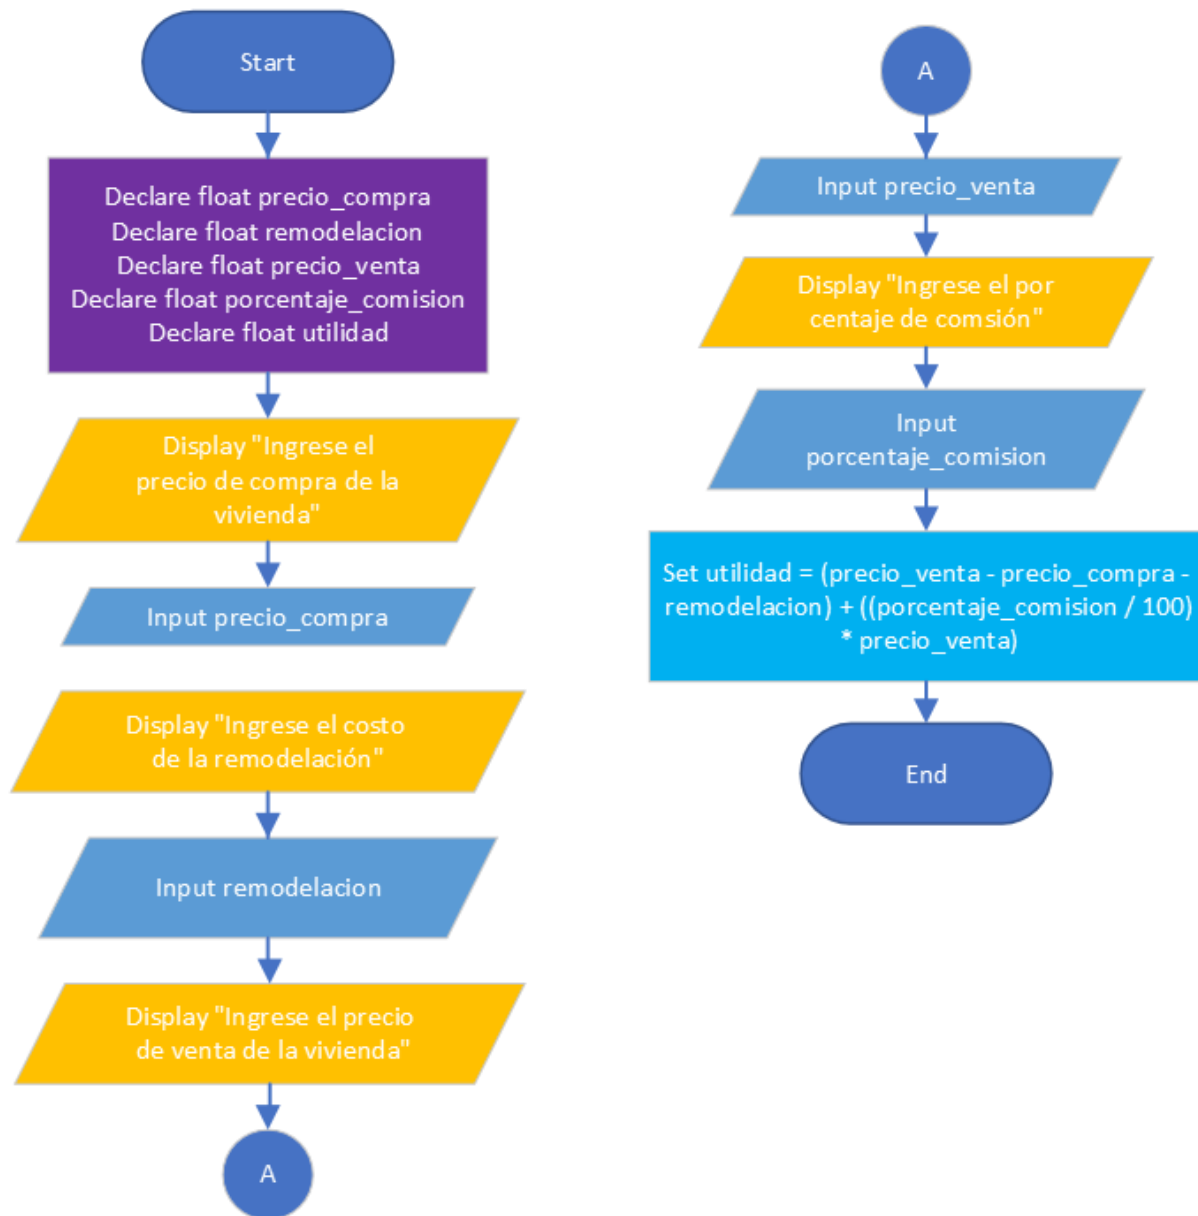 Start
Declare float precio_compra
Declare float remodelacion
Declare float precio_venta
Declare float porcentaje_comision
Declare float utilidad
Display "Ingrese el
precio de compra de la
vivienda"
Input precio_compra
Display "Ingrese el costo
de la remodelación"
Input remodelacion
Display "Ingrese el precio
de venta de la vivienda"
A
A
Input precio_venta
Display "Ingrese el por
centaje de comsión"
Input
porcentaje_comision
Set utilidad = (precio_venta - precio_compra -
remodelacion) + ((porcentaje_comision / 100)
* precio_venta)
End